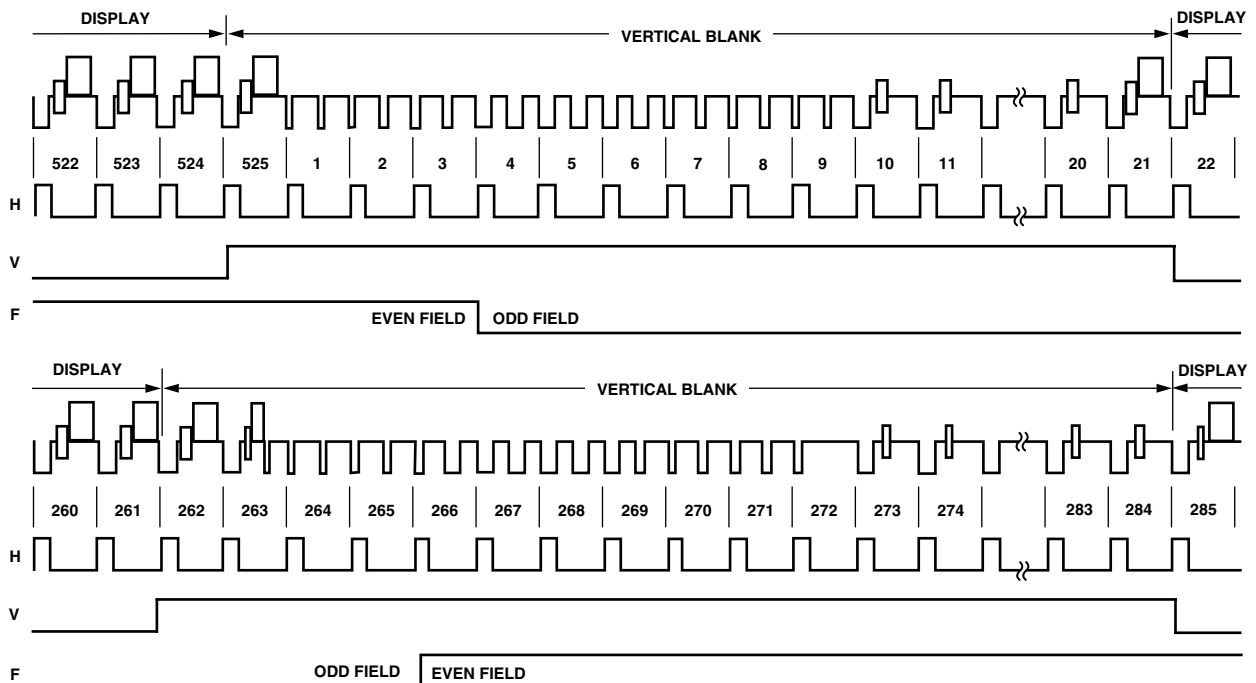 DISPLAY VERTICAL BLANK DISPLAY
522 523 524 525 1 2 3 4 5 6 7 8 9 10 11 20 21 22
H
V
F
EVEN FIELD ODD FIELD
DISPLAY VERTICAL BLANK DISPLAY
260 261 262 263 264 265 266 267 268 269 270 271 272 273 274 283 284 285
H
V
F
ODD FIELD EVEN FIELD